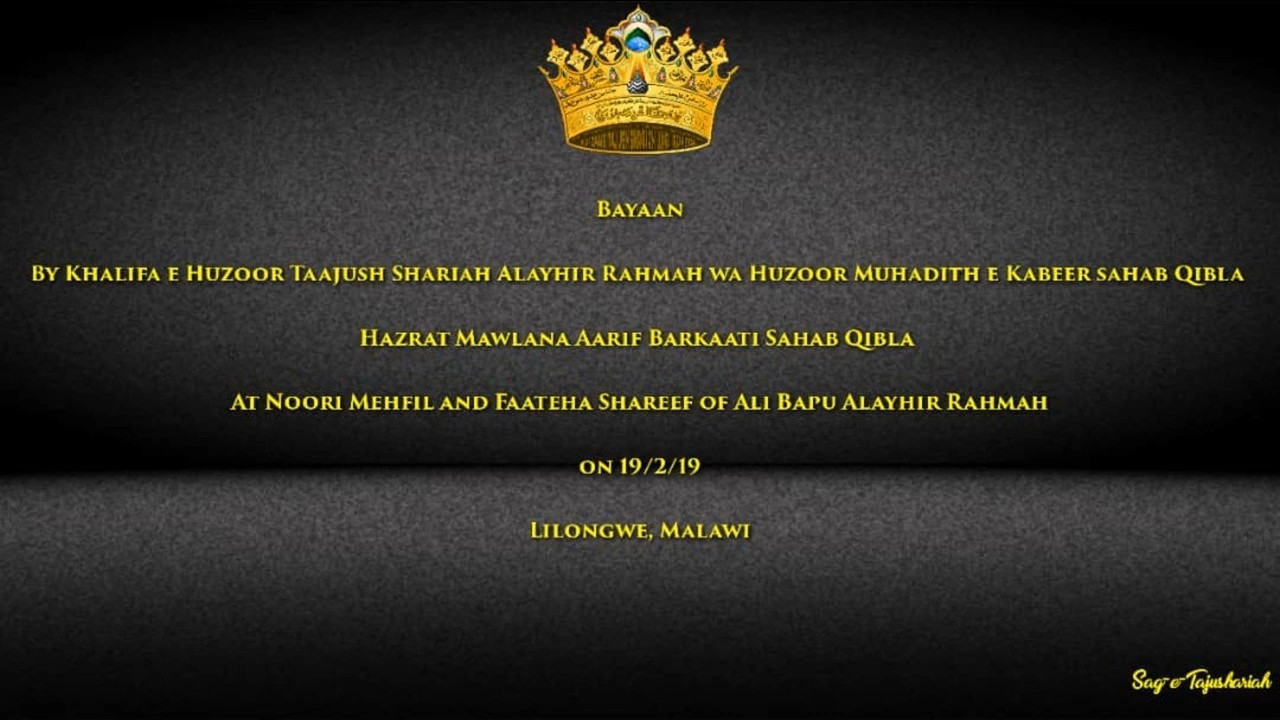 Bayaan
By Khalifa e Huzoor Taajush Shariah Alayhir Rahmah wa Huzoor Muhadith e Kabeer sahab Qibla
Hazrat Mawlana Aarif Barkaati Sahab Qibla
At Noori Mehfil and Faateha Shareef of Ali Bapu Alayhir Rahmah
on 19/2/19
Lilongwe, Malawi
Sag-e-Tajushariah